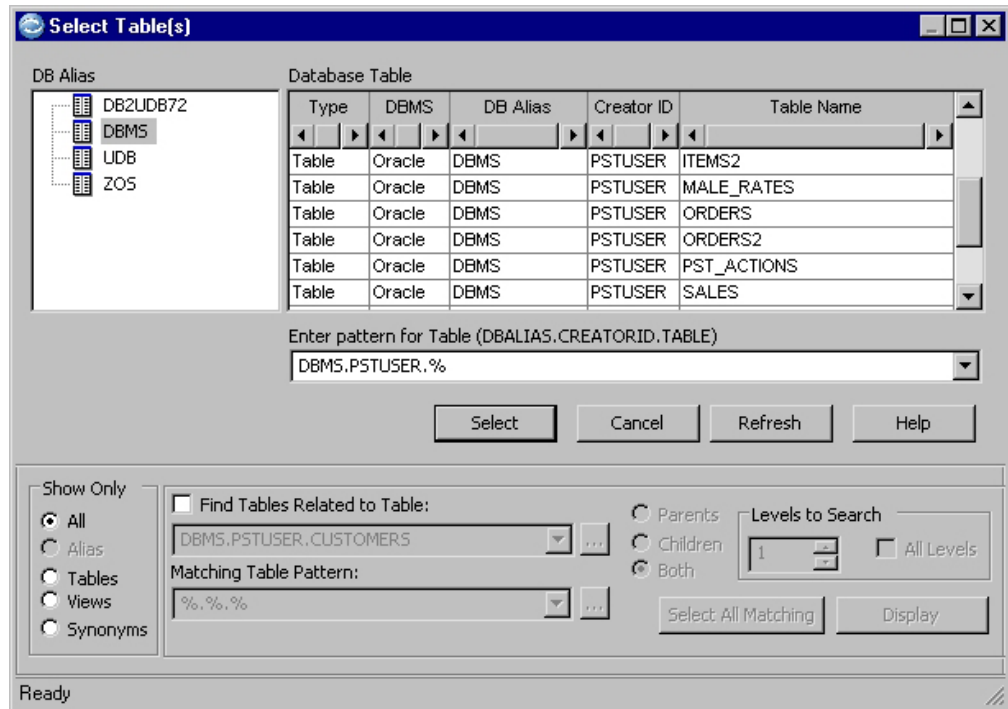 Select Table(s)
DB Alias
DB2UDB72
DBMS
UDB
ZOS
Database Table
Type DBMS DB Alias Creator ID Table Name
Table Oracle DBMS PSTUSER ITEMS2
Table Oracle DBMS PSTUSER MALE_RATES
Table Oracle DBMS PSTUSER ORDERS
Table Oracle DBMS PSTUSER ORDERS2
Table Oracle DBMS PSTUSER PST_ACTIONS
Table Oracle DBMS PSTUSER SALES
Enter pattern for Table (DBALIAS.CREATORID.TABLE)
DBMS.PSTUSER.%
Select Cancel Refresh Help
Show Only
All
Alias
Tables
Views
Synonyms
Find Tables Related to Table:
DBMS.PSTUSER.CUSTOMERS ...
Matching Table Pattern:
%.%.% ...
Parents
Children
Both
Levels to Search
1 All Levels
Select All Matching Display
Ready